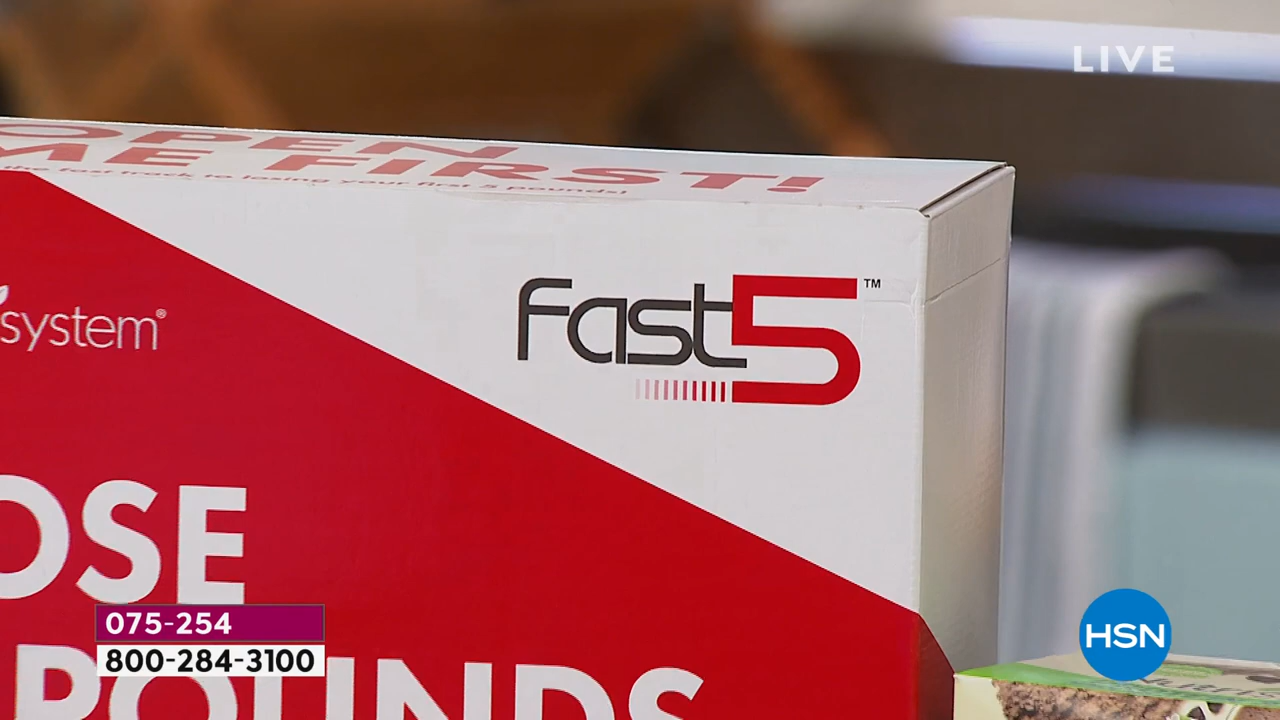 LIVE
OPEN
ME FIRST!
the fast track to losing your first 5 pounds!
fast5™
system®
OSE
POUNDS
075-254
800-284-3100
HSN